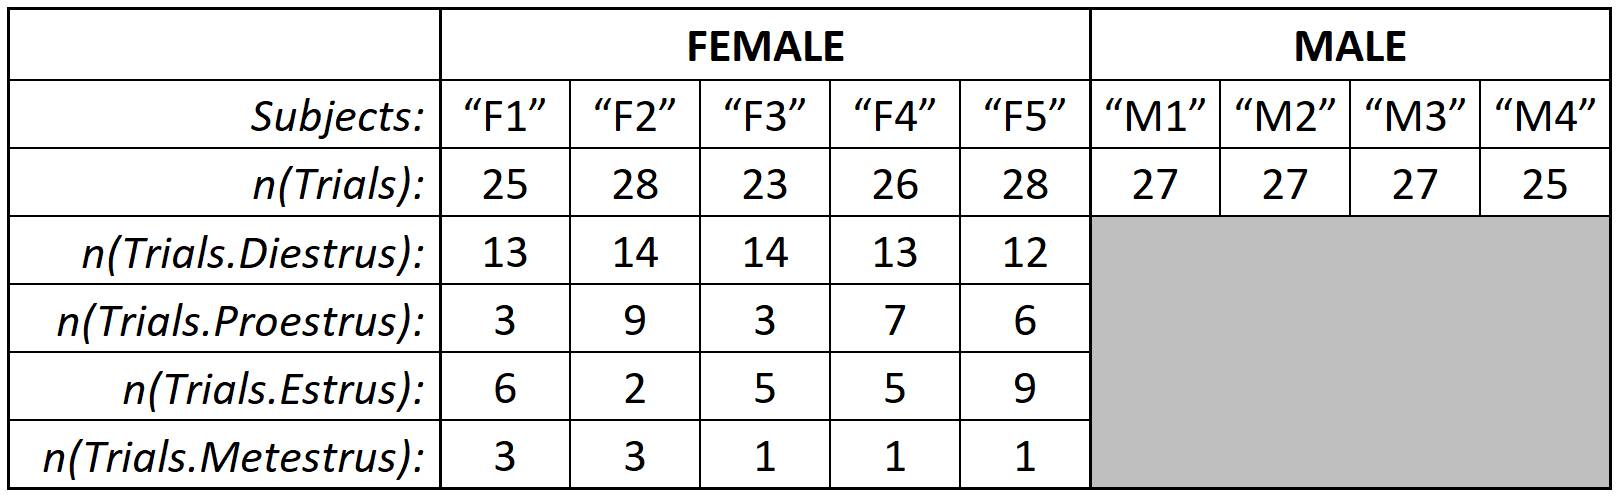 FEMALE MALE
Subjects: “F1” “F2” “F3” “F4” “F5” “M1” “M2” “M3” “M4”
n(Trials): 25 28 23 26 28 27 27 27 25
n(Trials.Diestrus): 13 14 14 13 12
n(Trials.Proestrus): 3 9 3 7 6
n(Trials.Estrus): 6 2 5 5 9
n(Trials.Metestrus): 3 3 1 1 1